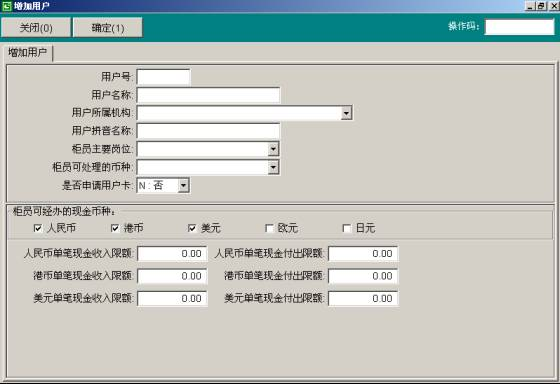 增加用户
关闭(0) 确定(1) 操作码:
增加用户
用户号:
用户名称:
用户所属机构:
用户拼音名称:
柜员主要岗位:
柜员可处理的币种:
是否申请用户卡: N : 否
柜员可经办的现金币种:
人民币 港币 美元 欧元 日元
人民币单笔现金收入限额: 0.00 人民币单笔现金付出限额: 0.00
港币单笔现金收入限额: 0.00 港币单笔现金付出限额: 0.00
美元单笔现金收入限额: 0.00 美元单笔现金付出限额: 0.00